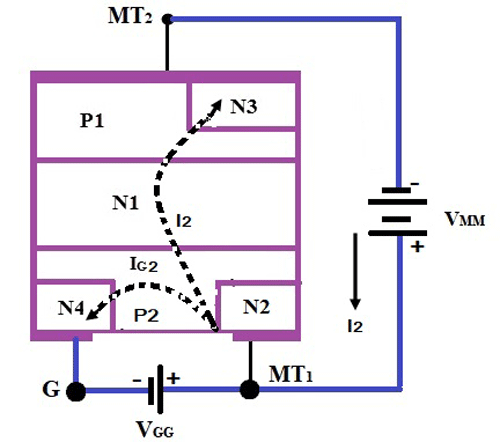 MT2
P1
N3
N1
I2
- VMM +
IG2
I2
N4
P2
N2
G
- +
MT1
VGG